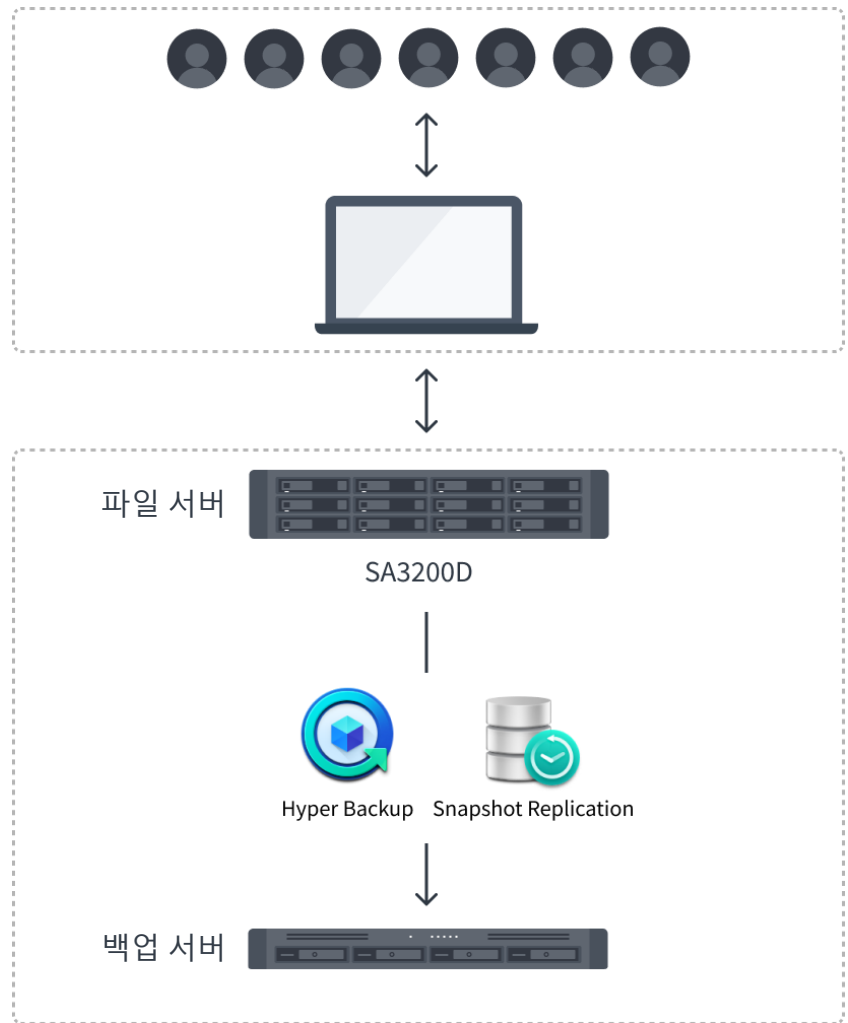 파일 서버
SA3200D
Hyper Backup
Snapshot Replication
백업 서버